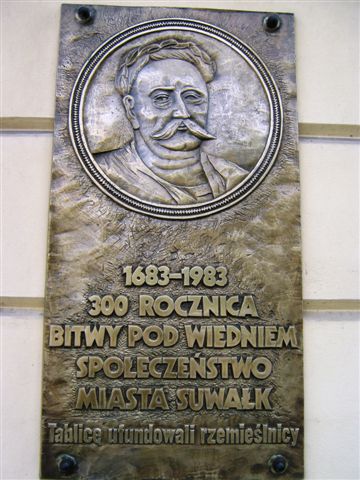 1683-1983
300 ROCZNICA
BITWY POD WIEDNIEM
SPOŁECZEŃSTWO
MIASTA SUWAŁK
Tablicę ufundowali rzemieślnicy